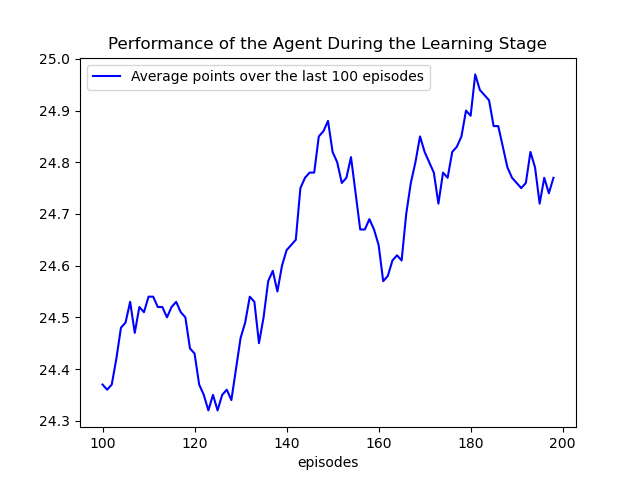 Performance of the Agent During the Learning Stage
Average points over the last 100 episodes
25.0
24.9
24.8
24.7
24.6
24.5
24.4
24.3
100 120 140 160 180 200
episodes